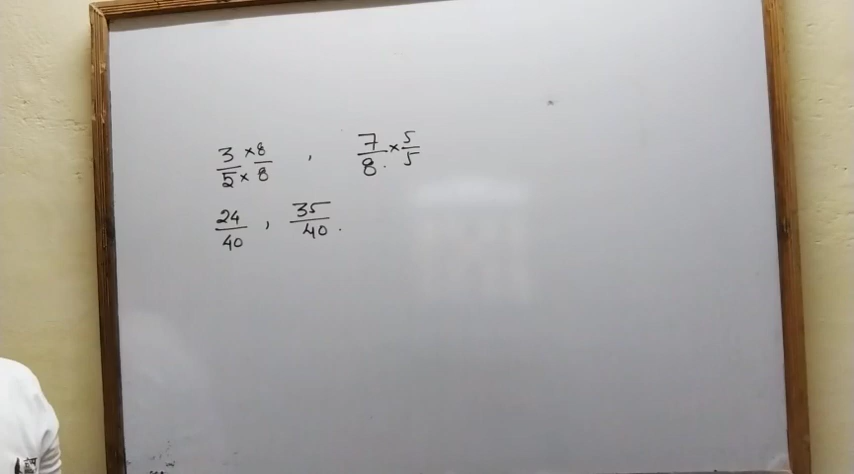 3/5 × 8/8 , 7/8 × 5/5
24/40 , 35/40 .